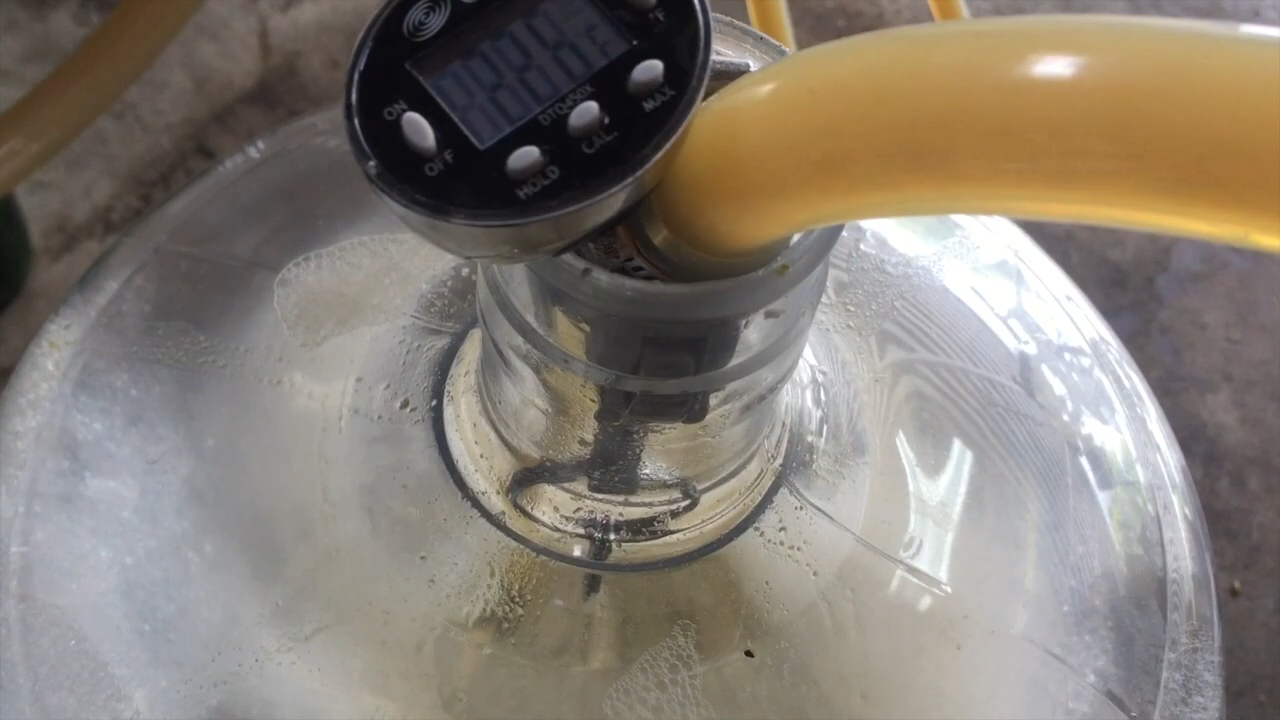 °F
ON
OFF
DTQ450X
MAX
CAL.
HOLD